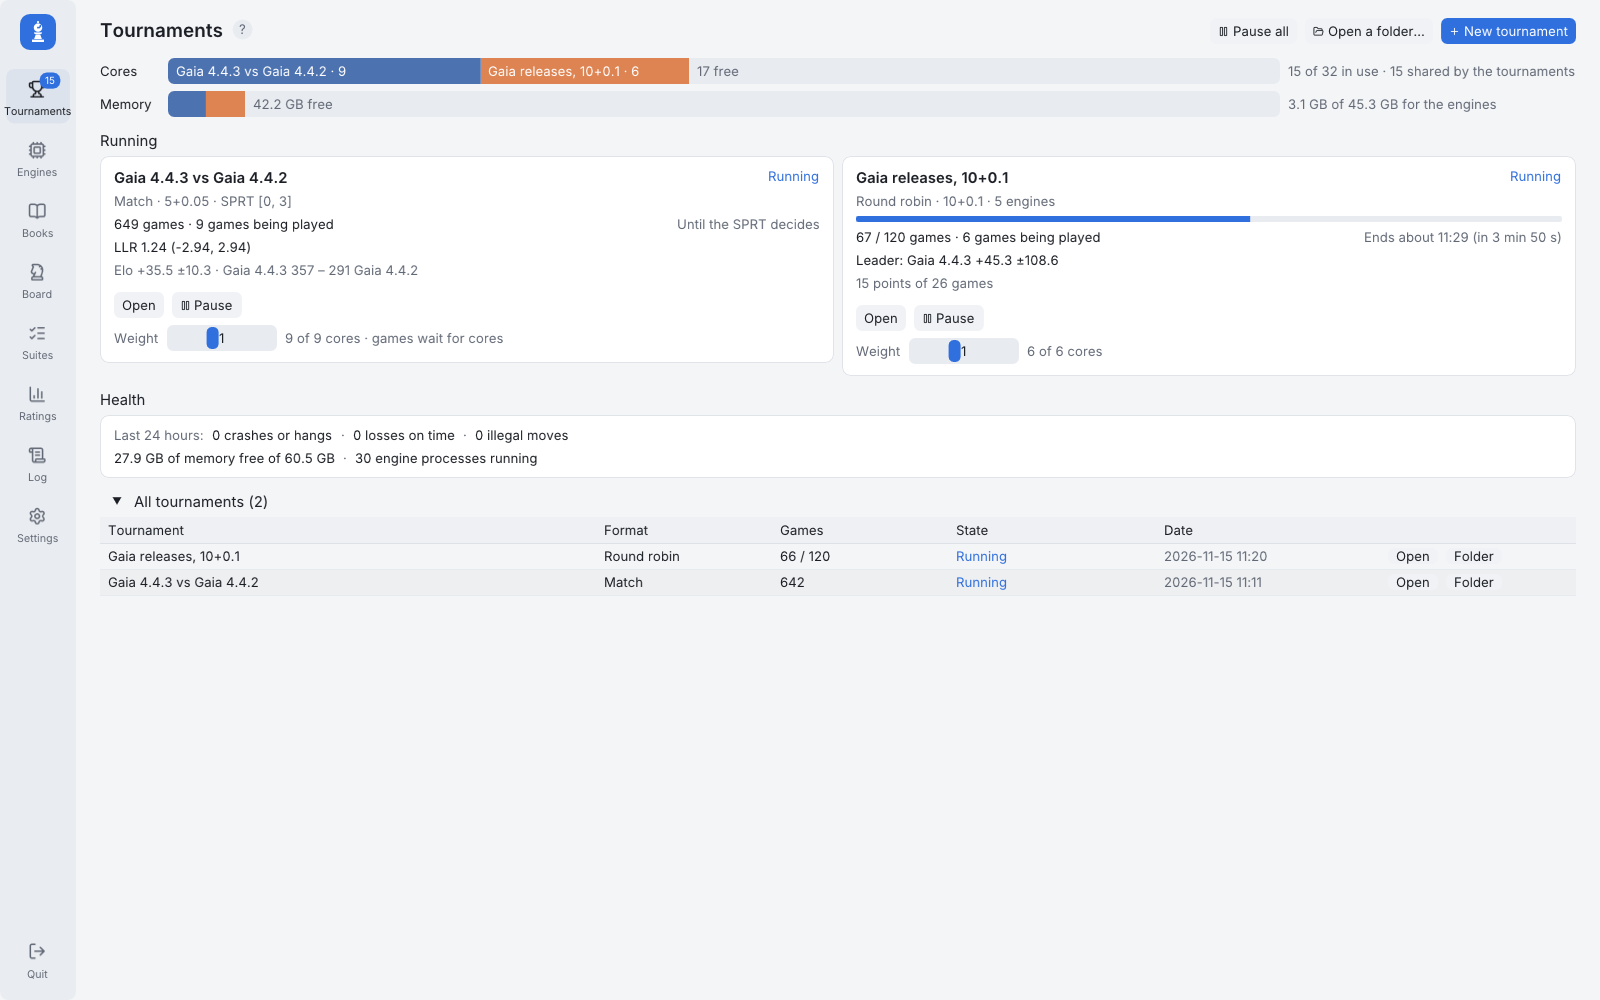 Tournaments ?
Pause all
Open a folder...
+ New tournament
15
Tournaments
Engines
Books
Board
Suites
Ratings
Log
Settings
Quit
Cores
Gaia 4.4.3 vs Gaia 4.4.2 · 9
Gaia releases, 10+0.1 · 6
17 free
15 of 32 in use · 15 shared by the tournaments
Memory
42.2 GB free
3.1 GB of 45.3 GB for the engines
Running
Gaia 4.4.3 vs Gaia 4.4.2
Running
Match · 5+0.05 · SPRT [0, 3]
649 games · 9 games being played
Until the SPRT decides
LLR 1.24 (-2.94, 2.94)
Elo +35.5 ±10.3 · Gaia 4.4.3 357 – 291 Gaia 4.4.2
Open
Pause
Weight
1
9 of 9 cores · games wait for cores
Gaia releases, 10+0.1
Running
Round robin · 10+0.1 · 5 engines
67 / 120 games · 6 games being played
Ends about 11:29 (in 3 min 50 s)
Leader: Gaia 4.4.3 +45.3 ±108.6
15 points of 26 games
Open
Pause
Weight
1
6 of 6 cores
Health
Last 24 hours: 0 crashes or hangs · 0 losses on time · 0 illegal moves
27.9 GB of memory free of 60.5 GB · 30 engine processes running
All tournaments (2)
Tournament Format Games State Date
Gaia releases, 10+0.1 Round robin 66 / 120 Running 2026-11-15 11:20 Open Folder
Gaia 4.4.3 vs Gaia 4.4.2 Match 642 Running 2026-11-15 11:11 Open Folder